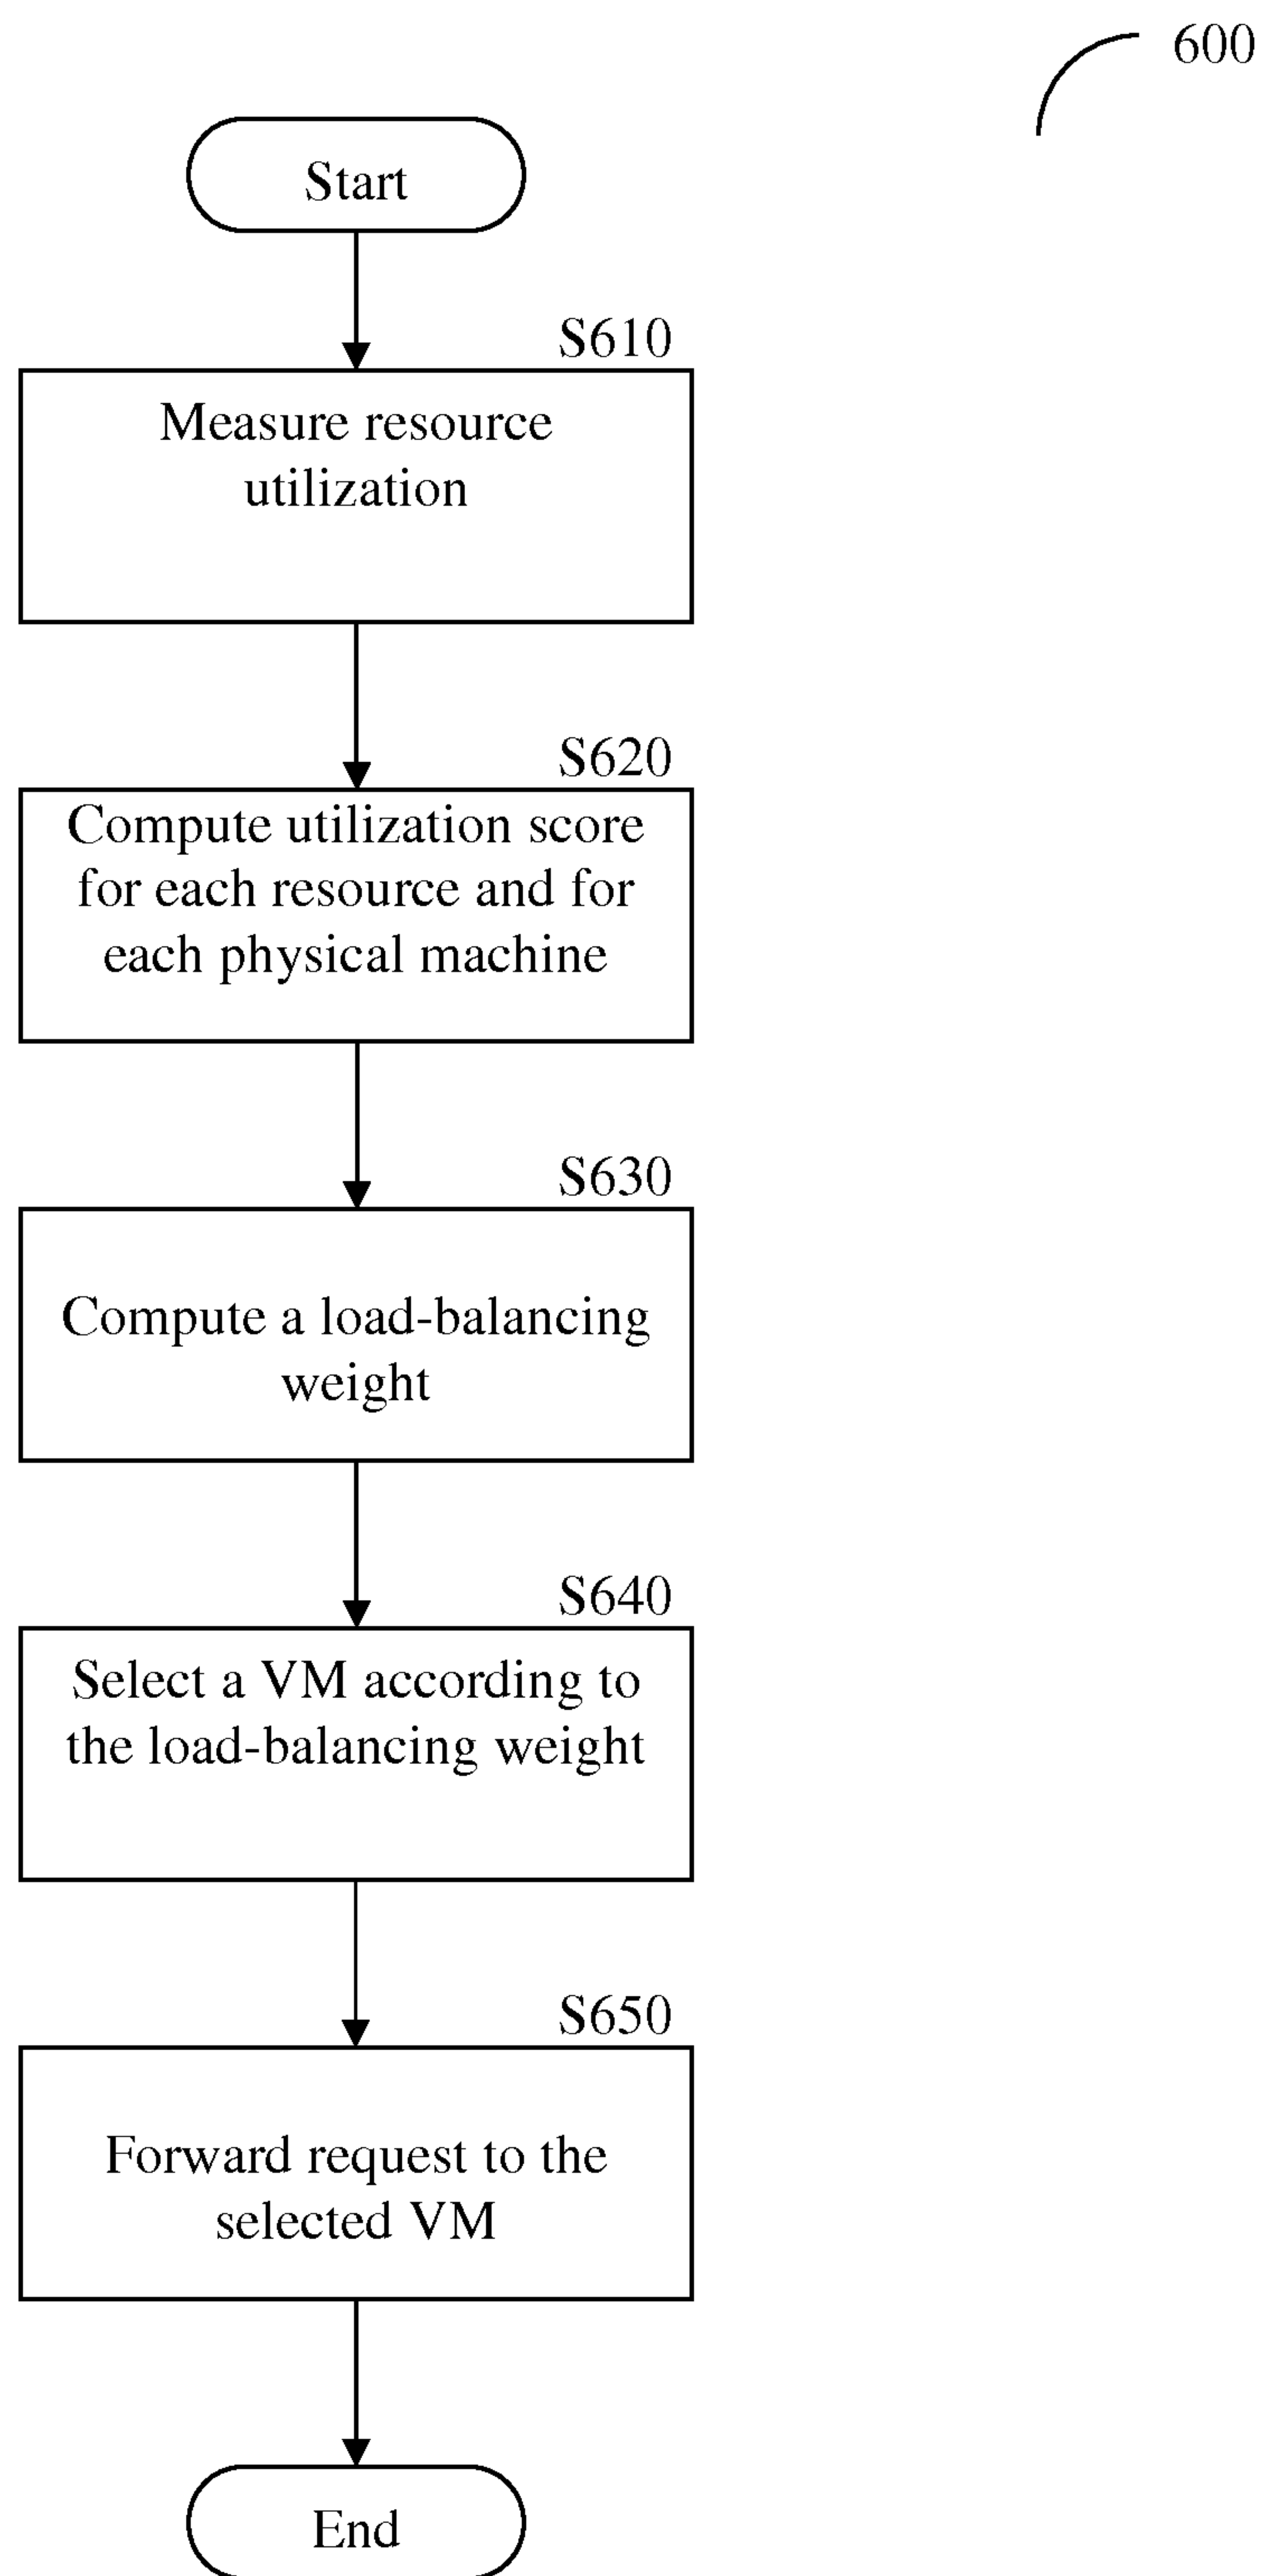 600
Start
S610
Measure resource
utilization
S620
Compute utilization score
for each resource and for
each physical machine
S630
Compute a load-balancing
weight
S640
Select a VM according to
the load-balancing weight
S650
Forward request to the
selected VM
End